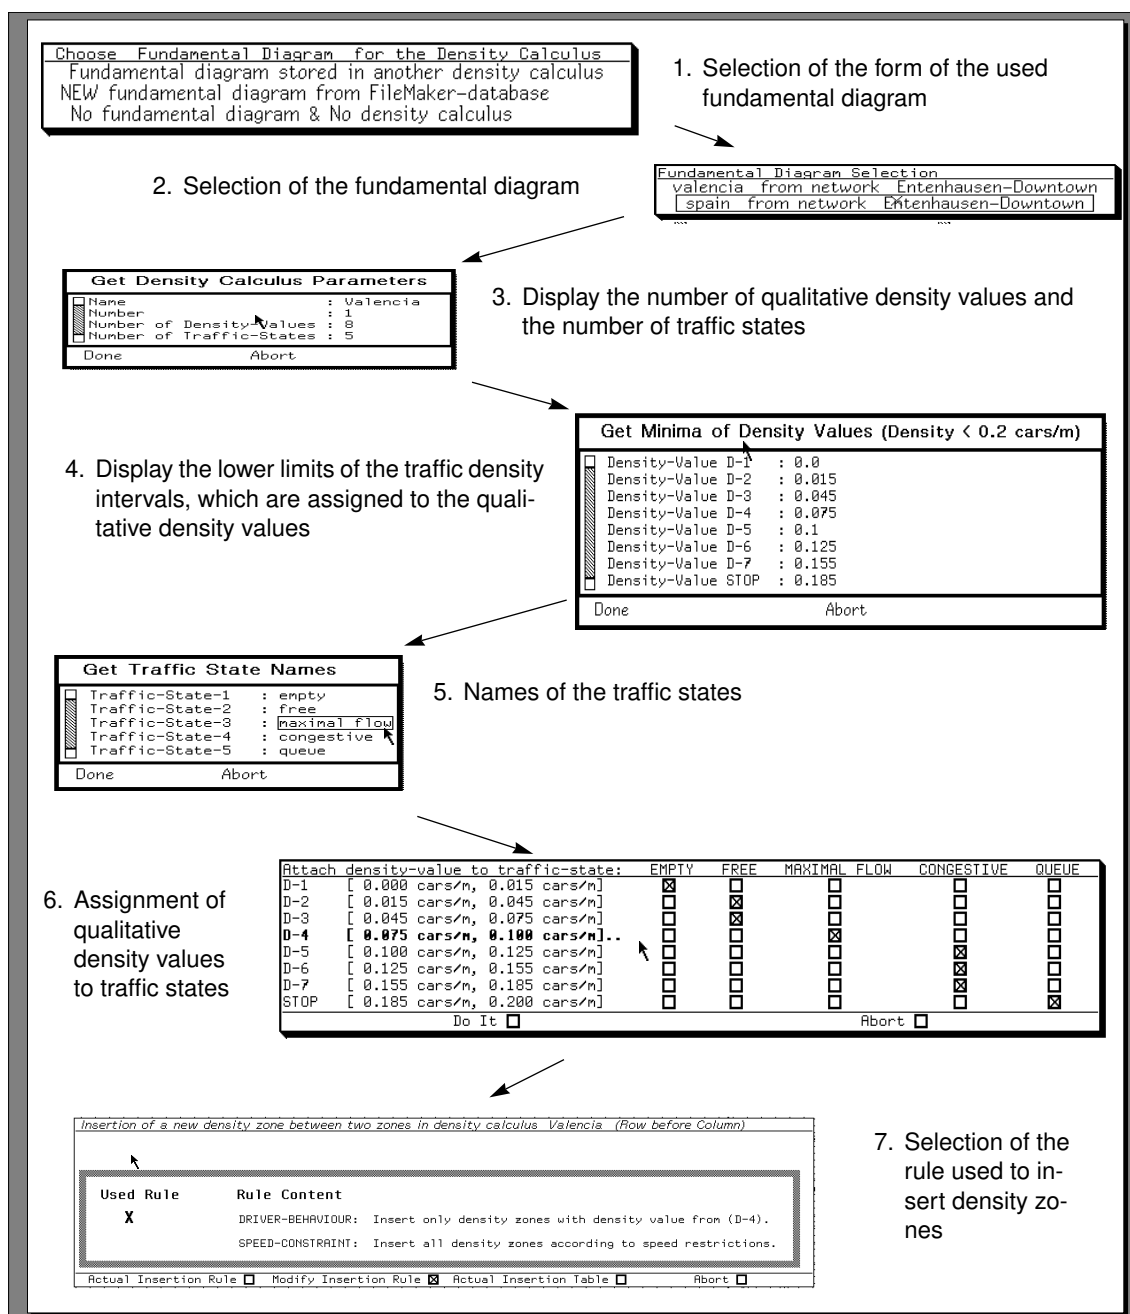 Choose Fundamental Diagram for the Density Calculus
Fundamental diagram stored in another density calculus
NEW fundamental diagram from FileMaker-database
No fundamental diagram & No density calculus
1. Selection of the form of the used
fundamental diagram
Fundamental Diagram Selection
valencia from network Entenhausen-Downtown
spain from network Entenhausen-Downtown
2. Selection of the fundamental diagram
Get Density Calculus Parameters
Name : Valencia
Number : 1
Number of Density-Values : 8
Number of Traffic-States : 5
Done Abort
3. Display the number of qualitative density values and
the number of traffic states
Get Minima of Density Values (Density < 0.2 cars/m)
Density-Value D-1 : 0.0
Density-Value D-2 : 0.015
Density-Value D-3 : 0.045
Density-Value D-4 : 0.075
Density-Value D-5 : 0.1
Density-Value D-6 : 0.125
Density-Value D-7 : 0.155
Density-Value STOP : 0.185
Done Abort
4. Display the lower limits of the traffic density
intervals, which are assigned to the quali-
tative density values
Get Traffic State Names
Traffic-State-1 : empty
Traffic-State-2 : free
Traffic-State-3 : maximal flow
Traffic-State-4 : congestive
Traffic-State-5 : queue
Done Abort
5. Names of the traffic states
Attach density-value to traffic-state: EMPTY FREE MAXIMAL FLOW CONGESTIVE QUEUE
D-1 [ 0.000 cars/m, 0.015 cars/m]
D-2 [ 0.015 cars/m, 0.045 cars/m]
D-3 [ 0.045 cars/m, 0.075 cars/m]
D-4 [ 0.075 cars/m, 0.100 cars/m]..
D-5 [ 0.100 cars/m, 0.125 cars/m]
D-6 [ 0.125 cars/m, 0.155 cars/m]
D-7 [ 0.155 cars/m, 0.185 cars/m]
STOP [ 0.185 cars/m, 0.200 cars/m]
Do It Abort
6. Assignment of
qualitative
density values
to traffic states
Insertion of a new density zone between two zones in density calculus Valencia (Row before Column)
Used Rule Rule Content
X DRIVER-BEHAVIOUR: Insert only density zones with density value from (D-4).
SPEED-CONSTRAINT: Insert all density zones according to speed restrictions.
Actual Insertion Rule Modify Insertion Rule Actual Insertion Table Abort
7. Selection of the
rule used to in-
sert density zo-
nes